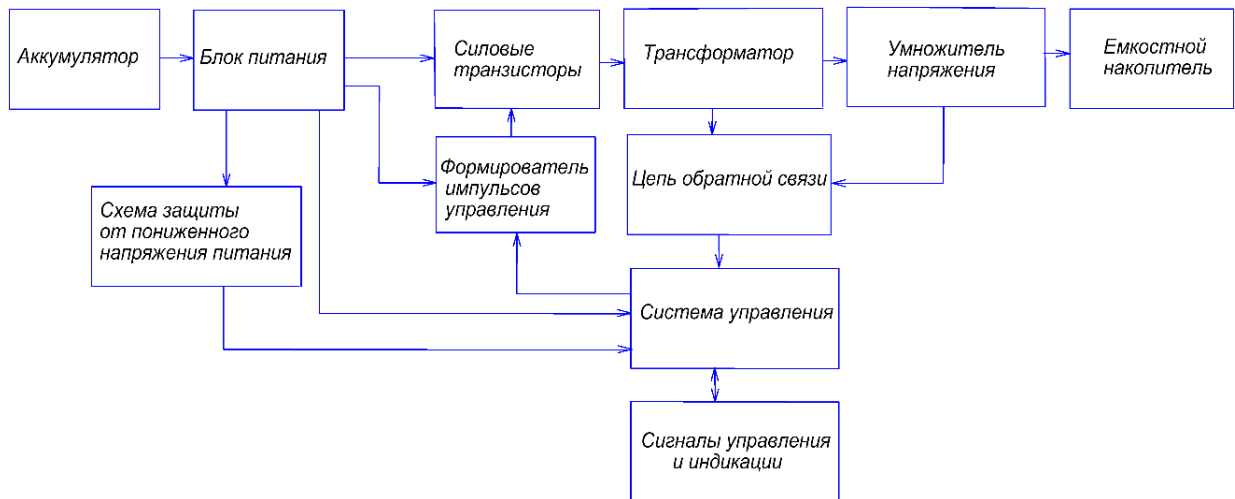 Аккумулятор
Блок питания
Силовые
транзисторы
Трансформатор
Умножитель
напряжения
Емкостной
накопитель
Формирователь
импульсов
управления
Цепь обратной связи
Схема защиты
от пониженного
напряжения питания
Система управления
Сигналы управления
и индикации